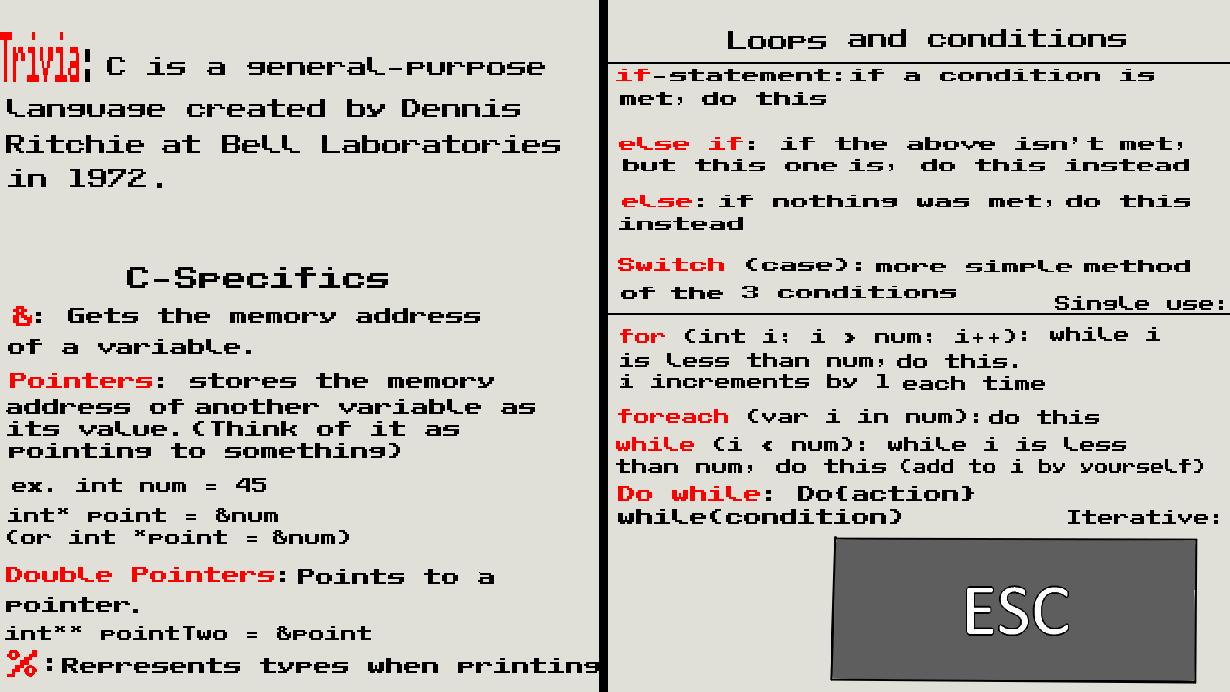 Trivia: C is a general-purpose
language created by Dennis
Ritchie at Bell Laboratories
in 1972.
C-Specifics
&: Gets the memory address
of a variable.
Pointers: stores the memory
address of another variable as
its value. (Think of it as
pointing to something)
ex. int num = 45
int* point = &num
(or int *point = &num)
Double Pointers: Points to a
pointer.
int** pointTwo = &point
%: Represents types when printing
Loops and conditions
if-statement: if a condition is
met, do this
else if: if the above isn't met,
but this one is, do this instead
else: if nothing was met, do this
instead
Switch (case): more simple method
of the 3 conditions
Single use:
for (int i; i > num; i++): while i
is less than num, do this.
i increments by 1 each time
foreach (var i in num): do this
while (i < num): while i is less
than num, do this (add to i by yourself)
Do while: Do{action}
while(condition)
Iterative:
ESC